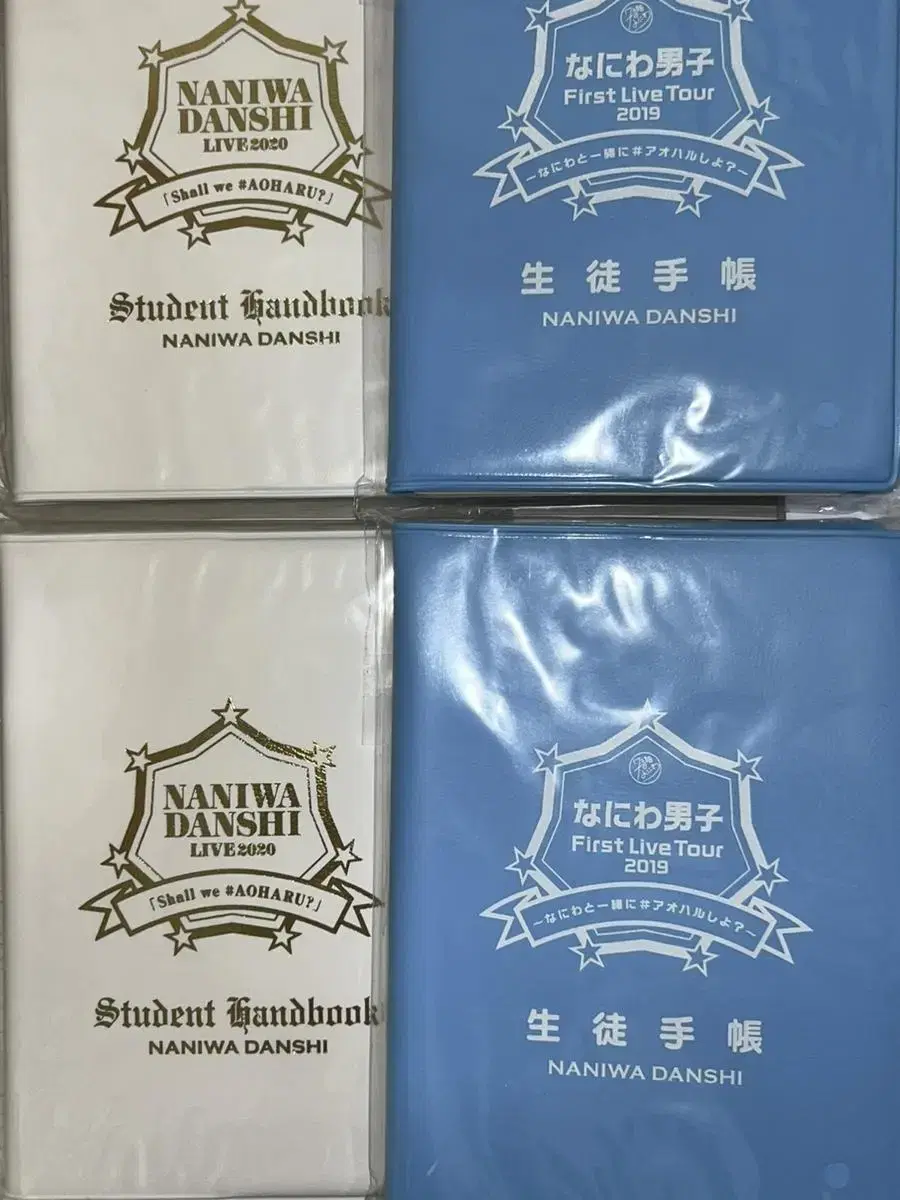 NANIWA
DANSHI
LIVE2020
「Shall we #AOHARU?」
Student Handbook
NANIWA DANSHI
なにわ男子
First Live Tour
2019
～なにわと一緒に#アオハルしよ？～
生徒手帳
NANIWA DANSHI
NANIWA
DANSHI
LIVE2020
「Shall we #AOHARU?」
Student Handbook
NANIWA DANSHI
なにわ男子
First Live Tour
2019
～なにわと一緒に#アオハルしよ？～
生徒手帳
NANIWA DANSHI